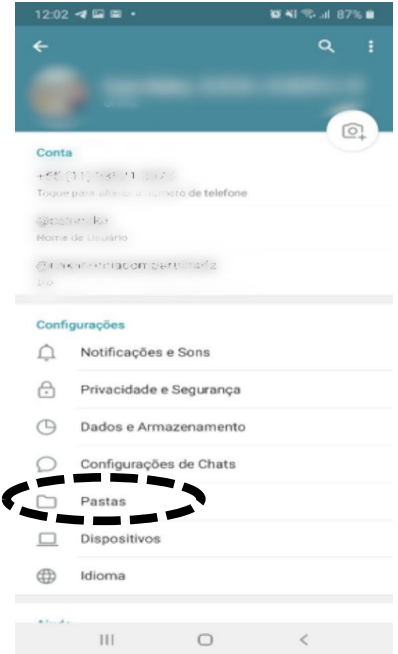 12:02 87%
Conta
Toque para número de telefone
Nome de Usuário
Configurações
Notificações e Sons
Privacidade e Segurança
Dados e Armazenamento
Configurações de Chats
Pastas
Dispositivos
Idioma